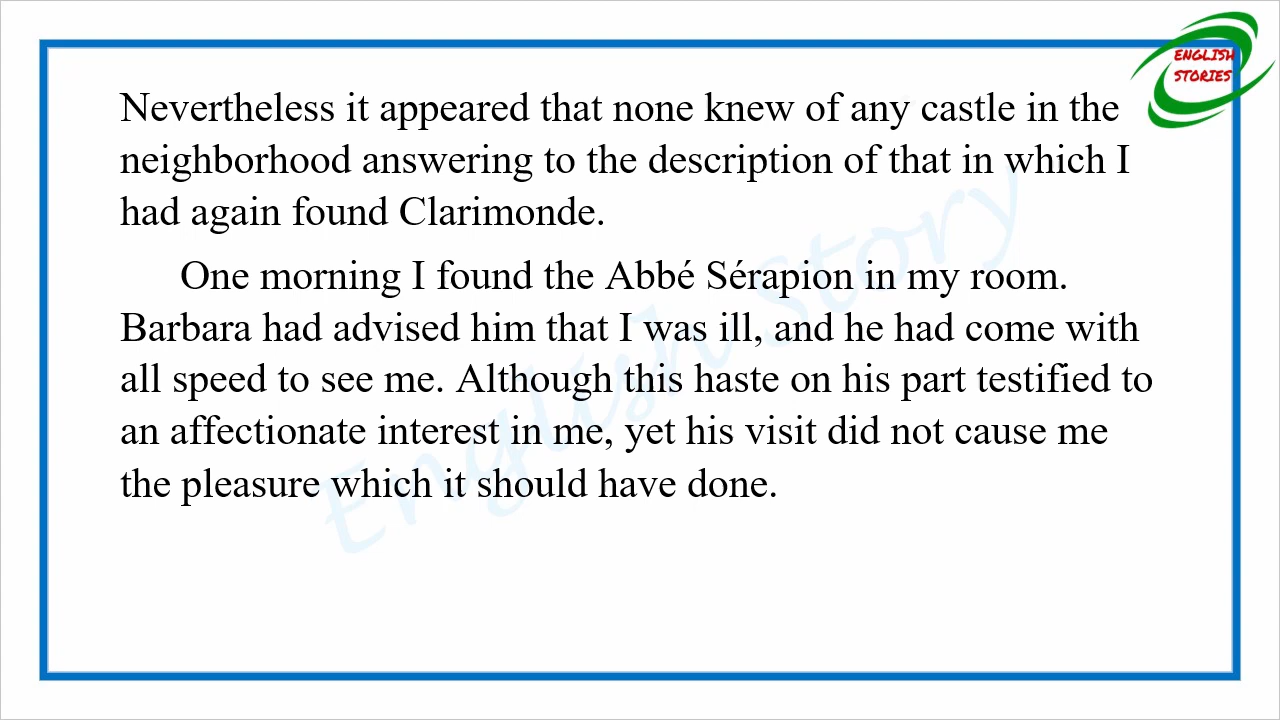 ENGLISH
STORIES
Nevertheless it appeared that none knew of any castle in the
neighborhood answering to the description of that in which I
had again found Clarimonde.
One morning I found the Abbé Sérapion in my room.
Barbara had advised him that I was ill, and he had come with
all speed to see me. Although this haste on his part testified to
an affectionate interest in me, yet his visit did not cause me
the pleasure which it should have done.
English Story